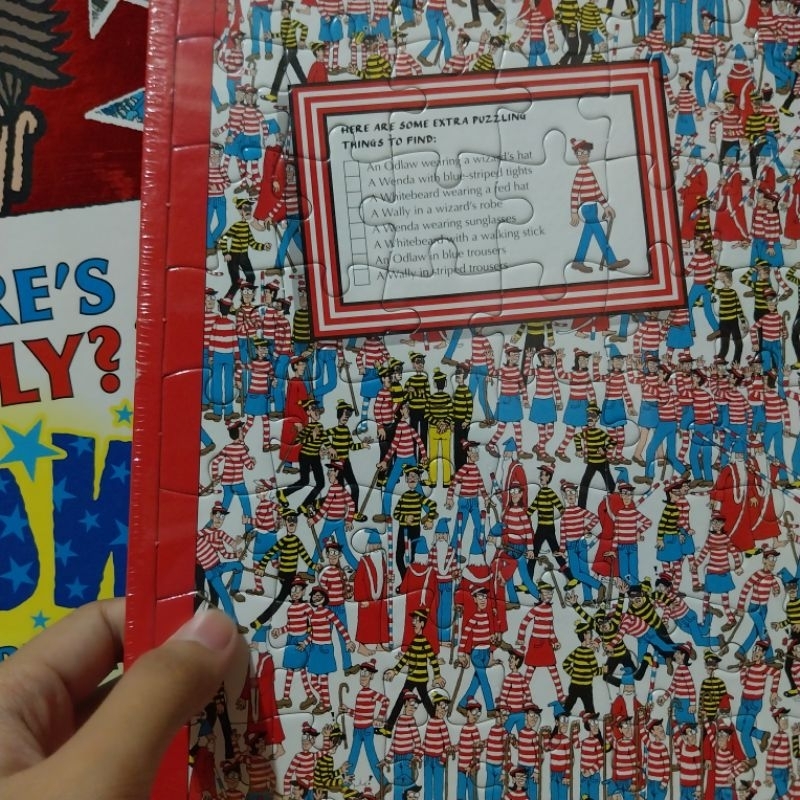 HERE ARE SOME EXTRA PUZZLING
THINGS TO FIND:
An Odlaw wearing a wizard's hat
A Wenda with blue-striped tights
A Whitebeard wearing a red hat
A Wally in a wizard's robe
A Wenda wearing sunglasses
A Whitebeard with a walking stick
An Odlaw in blue trousers
A Wally in striped trousers
RE'S
LY?
OW